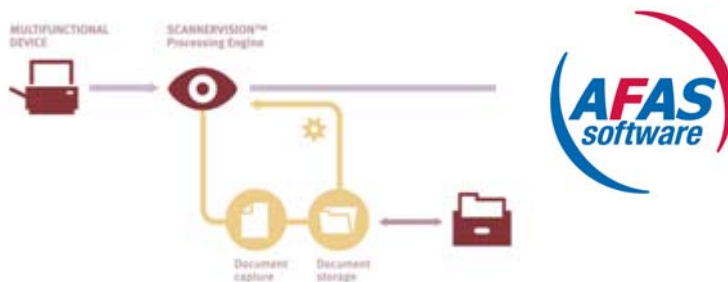 MULTIFUNCTIONAL
DEVICE
SCANNERVISION™
Processing Engine
AFAS
software
Document
capture
Document
storage